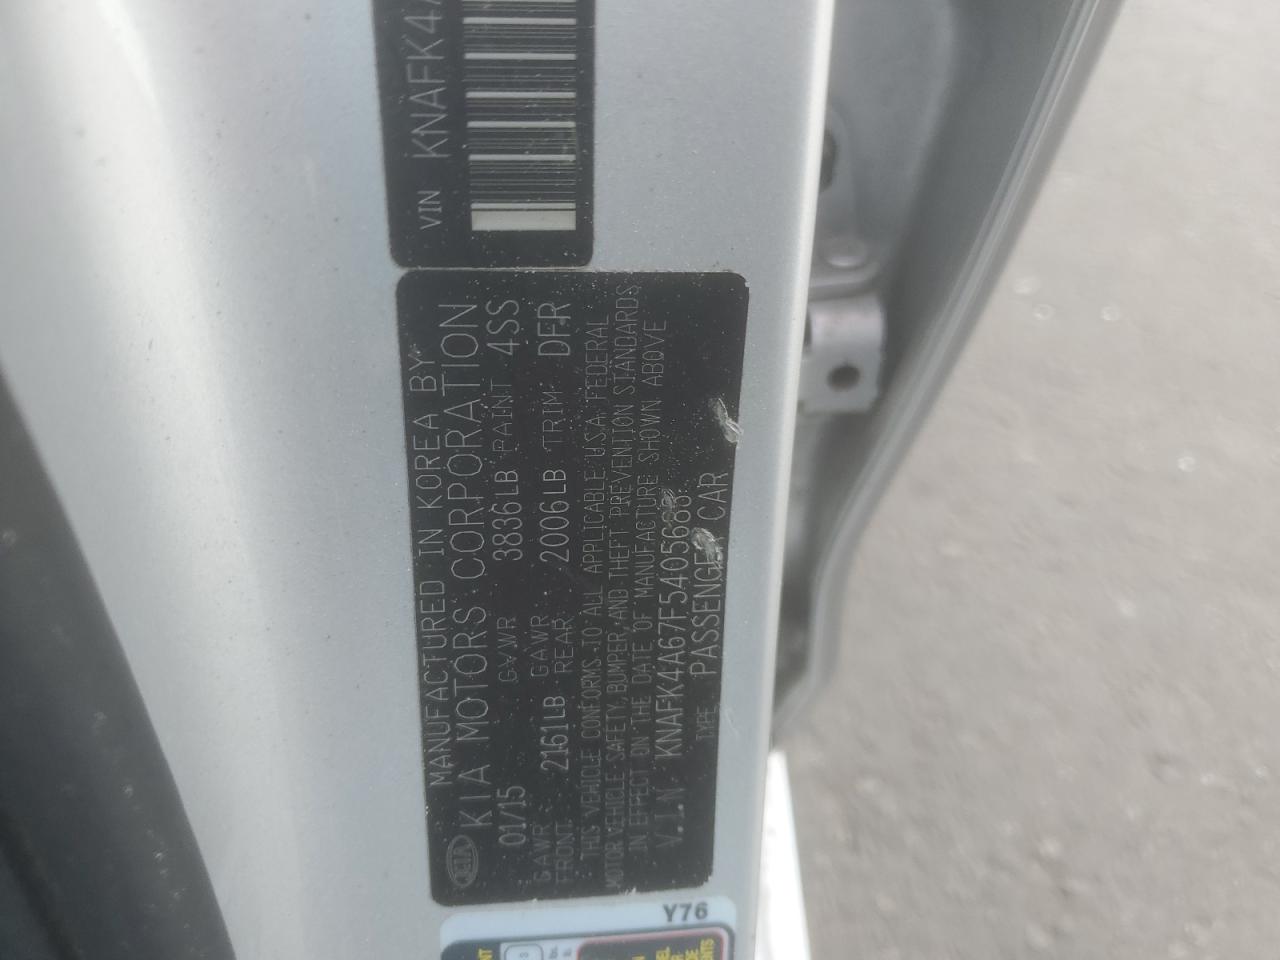 VIN KNAFK4A
MANUFACTURED IN KOREA BY
KIA KIA MOTORS CORPORATION
01/15 GVWR 3836LB PAINT 4SS
GAWR FRONT 2161LB GAWR REAR 2006LB TRIM DFR
THIS VEHICLE CONFORMS TO ALL APPLICABLE U.S.A. FEDERAL
MOTOR VEHICLE SAFETY, BUMPER, AND THEFT PREVENTION STANDARDS
IN EFFECT ON THE DATE OF MANUFACTURE SHOWN ABOVE
V.I.N: KNAFK4A67F5405686
TYPE: PASSENGER CAR
Y76